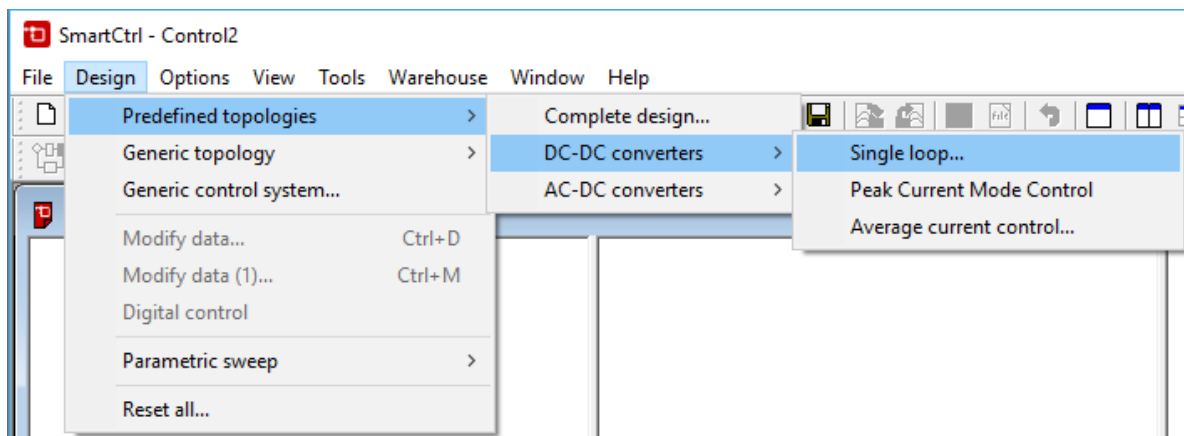 SmartCtrl - Control2
File Design Options View Tools Warehouse Window Help
Predefined topologies >
Generic topology >
Generic control system...
Modify data... Ctrl+D
Modify data (1)... Ctrl+M
Digital control
Parametric sweep >
Reset all...
Complete design...
DC-DC converters >
AC-DC converters >
Single loop...
Peak Current Mode Control
Average current control...